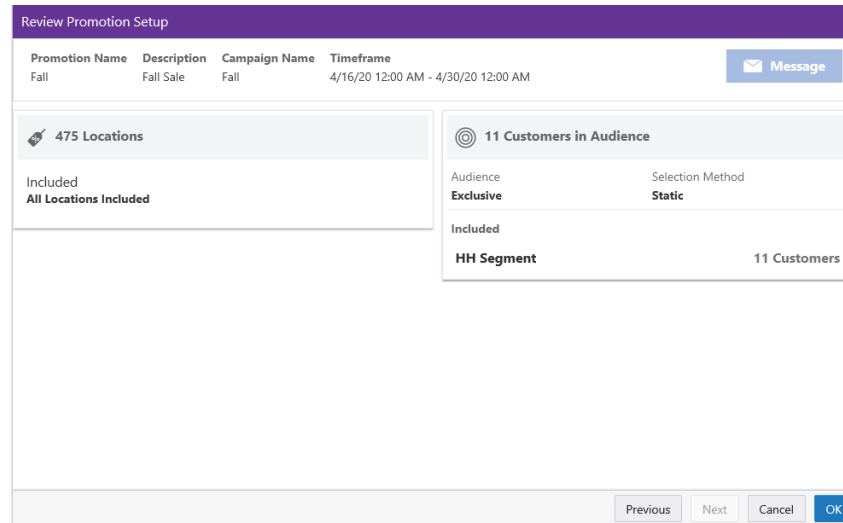 Review Promotion Setup
Promotion Name Description Campaign Name Timeframe
Fall Fall Sale Fall 4/16/20 12:00 AM - 4/30/20 12:00 AM
Message
475 Locations
Included
All Locations Included
11 Customers in Audience
Audience Selection Method
Exclusive Static
Included
HH Segment 11 Customers
Previous Next Cancel OK